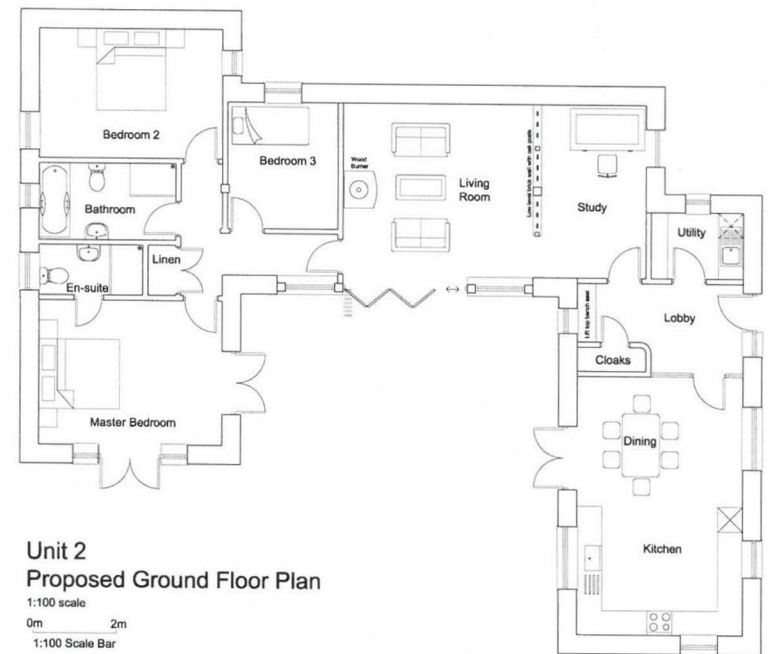 Bedroom 2
Bedroom 3
Wood
Burner
Living
Room
Low level brick wall with oak posts
Study
Bathroom
Utility
Linen
En-suite
Lift top bench seat
Lobby
Cloaks
Master Bedroom
Dining
Kitchen
Unit 2
Proposed Ground Floor Plan
1:100 scale
0m 2m
1:100 Scale Bar